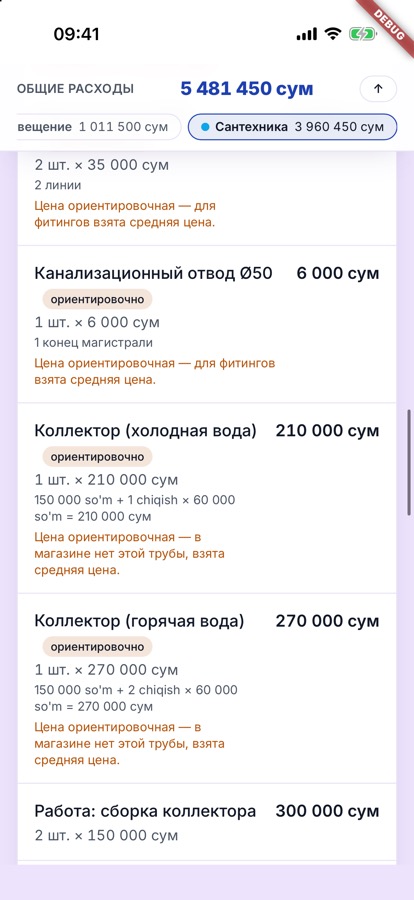 09:41
DEBUG
ОБЩИЕ РАСХОДЫ 5 481 450 сум ↑
вещение 1 011 500 сум Сантехника 3 960 450 сум
2 шт. × 35 000 сум
2 линии
Цена ориентировочная — для
фитингов взята средняя цена.
Канализационный отвод Ø50 6 000 сум
ориентировочно
1 шт. × 6 000 сум
1 конец магистрали
Цена ориентировочная — для фитингов
взята средняя цена.
Коллектор (холодная вода) 210 000 сум
ориентировочно
1 шт. × 210 000 сум
150 000 so'm + 1 chiqish × 60 000
so'm = 210 000 сум
Цена ориентировочная — в
магазине нет этой трубы, взята
средняя цена.
Коллектор (горячая вода) 270 000 сум
ориентировочно
1 шт. × 270 000 сум
150 000 so'm + 2 chiqish × 60 000
so'm = 270 000 сум
Цена ориентировочная — в
магазине нет этой трубы, взята
средняя цена.
Работа: сборка коллектора 300 000 сум
2 шт. × 150 000 сум